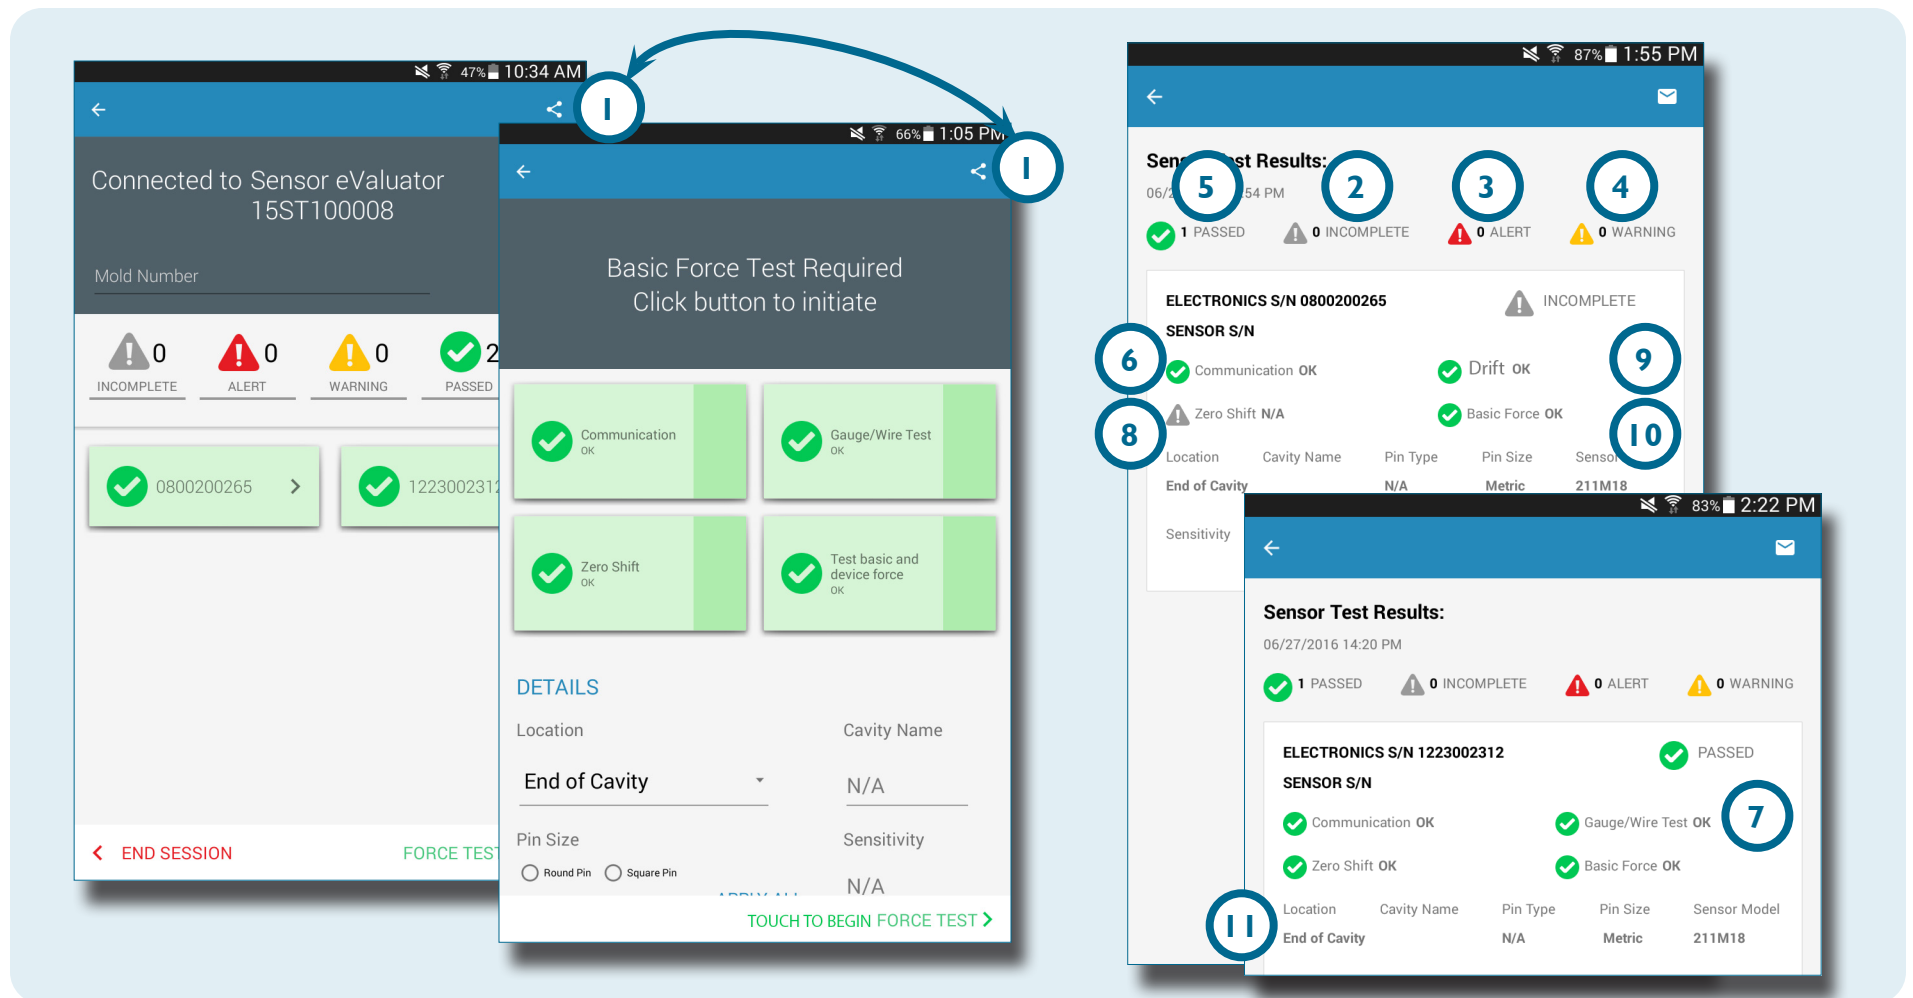 47% 10:34 AM
Connected to Sensor eValuator
15ST100008
Mold Number
0 INCOMPLETE
0 ALERT
0 WARNING
2 PASSED
0800200265
1223002312
END SESSION
FORCE TEST
1
66% 1:05 PM
1
Basic Force Test Required
Click button to initiate
Communication
OK
Gauge/Wire Test
OK
Zero Shift
OK
Test basic and
device force
OK
DETAILS
Location
Cavity Name
End of Cavity
N/A
Pin Size
Sensitivity
Round Pin
Square Pin
N/A
APPLY ALL
TOUCH TO BEGIN FORCE TEST
87% 1:55 PM
Test Results:
54 PM
5
2
3
4
1 PASSED
0 INCOMPLETE
0 ALERT
0 WARNING
ELECTRONICS S/N 0800200265
INCOMPLETE
SENSOR S/N
6
Communication OK
Drift OK
9
8
Zero Shift N/A
Basic Force OK
10
Location
Cavity Name
Pin Type
Pin Size
Sensor
End of Cavity
N/A
Metric
211M18
Sensitivity
83% 2:22 PM
Sensor Test Results:
06/27/2016 14:20 PM
1 PASSED
0 INCOMPLETE
0 ALERT
0 WARNING
ELECTRONICS S/N 1223002312
PASSED
SENSOR S/N
Communication OK
Gauge/Wire Test OK
7
Zero Shift OK
Basic Force OK
11
Location
Cavity Name
Pin Type
Pin Size
Sensor Model
End of Cavity
N/A
Metric
211M18